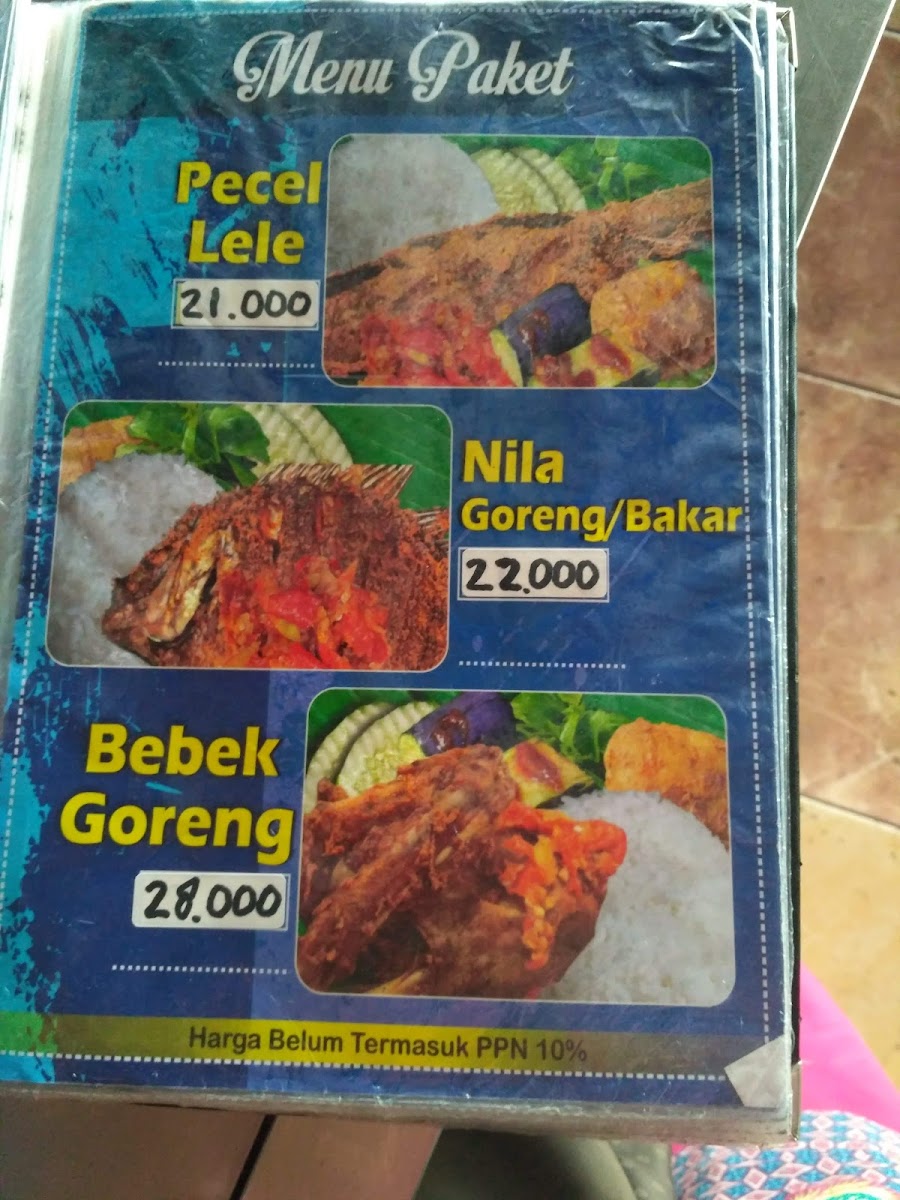 Menu Paket
Pecel
Lele
21.000
Nila
Goreng/Bakar
22.000
Bebek
Goreng
28.000
Harga Belum Termasuk PPN 10%